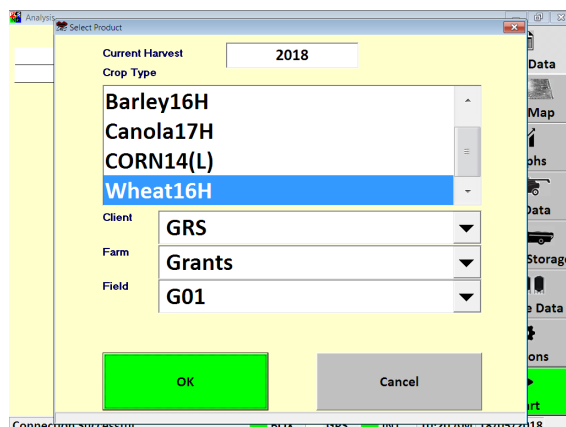 Analysis
Select Product
Current Harvest
2018
Crop Type
Barley16H
Canola17H
CORN14(L)
Wheat16H
Client
GRS
Farm
Grants
Field
G01
OK
Cancel
Data
Map
phs
Data
Storage
e Data
ons
rt